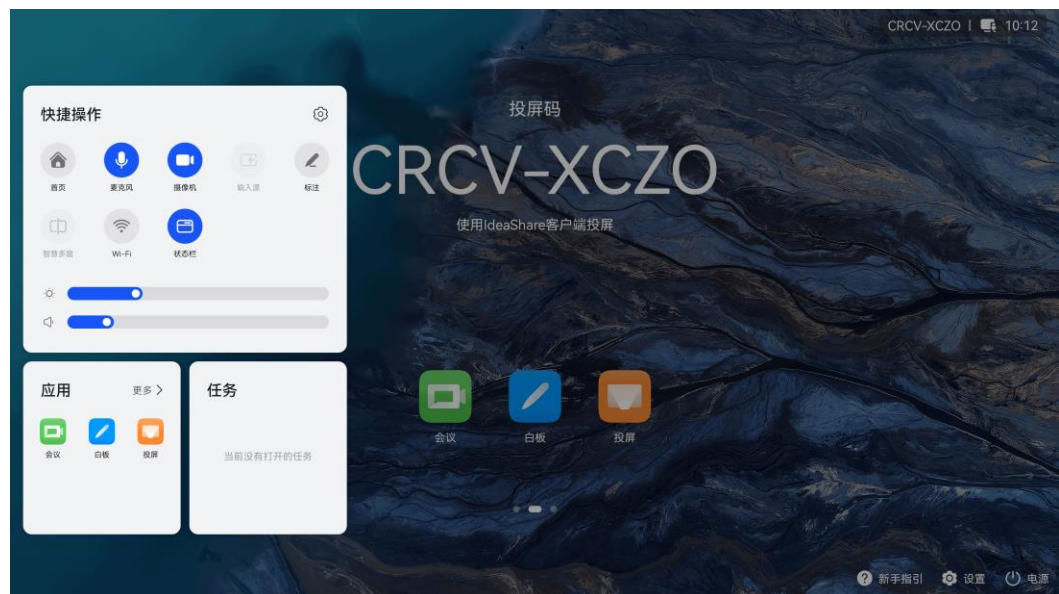 CRCV-XCZO | 10:12
快捷操作
首页 麦克风 摄像机 输入源 标注
智慧多窗 Wi-Fi 状态栏
应用 更多 >
会议 白板 投屏
任务
当前没有打开的任务
投屏码
CRCV-XCZO
使用IdeaShare客户端投屏
会议 白板 投屏
新手指引 设置 电源